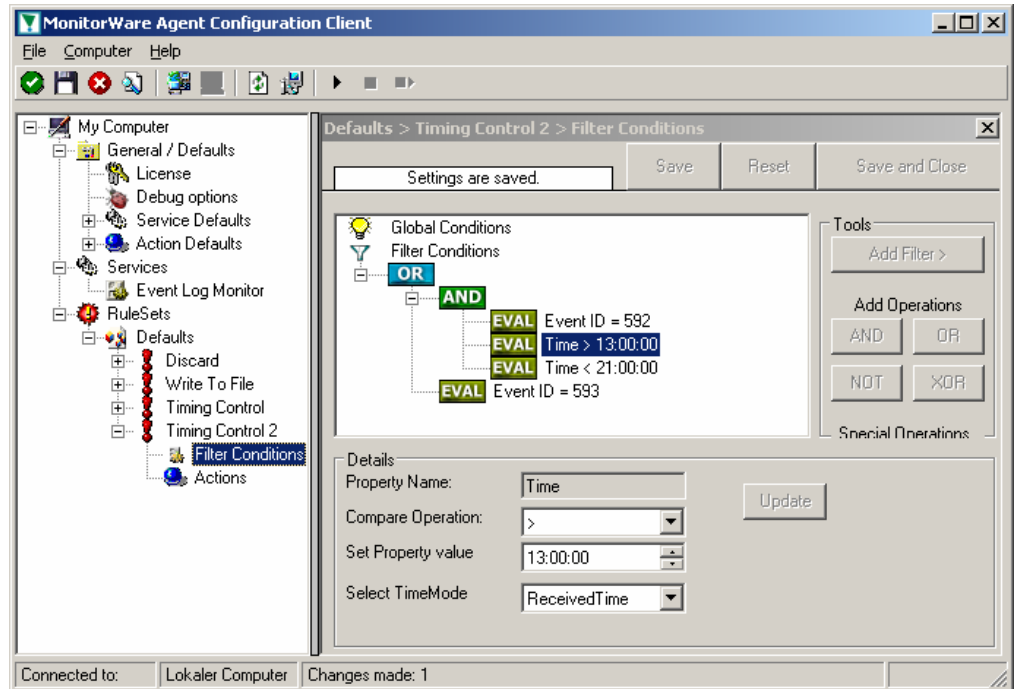 MonitorWare Agent Configuration Client
File Computer Help
My Computer
General / Defaults
License
Debug options
Service Defaults
Action Defaults
Services
Event Log Monitor
RuleSets
Defaults
Discard
Write To File
Timing Control
Timing Control 2
Filter Conditions
Actions
Defaults > Timing Control 2 > Filter Conditions
Settings are saved.
Save
Reset
Save and Close
Global Conditions
Filter Conditions
OR
AND
EVAL Event ID = 592
EVAL Time > 13:00:00
EVAL Time < 21:00:00
EVAL Event ID = 593
Tools
Add Filter >
Add Operations
AND OR
NOT XOR
Special Operations
Details
Property Name: Time
Update
Compare Operation: >
Set Property value 13:00:00
Select TimeMode ReceivedTime
Connected to: Lokaler Computer Changes made: 1